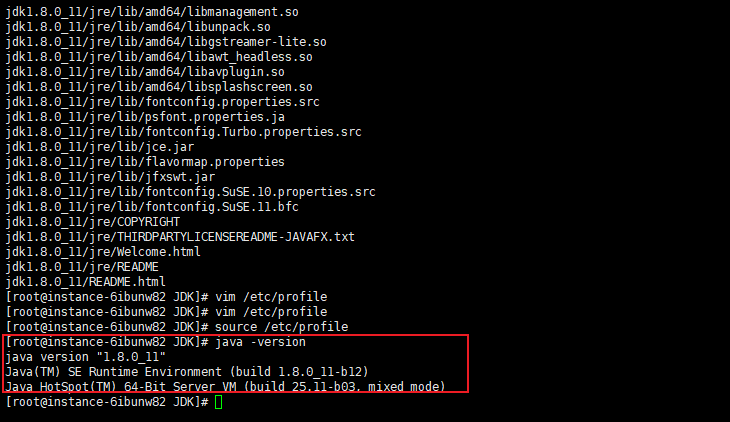 jdk1.8.0_11/jre/lib/amd64/libmanagement.so
jdk1.8.0_11/jre/lib/amd64/libunpack.so
jdk1.8.0_11/jre/lib/amd64/libgstreamer-lite.so
jdk1.8.0_11/jre/lib/amd64/libawt_headless.so
jdk1.8.0_11/jre/lib/amd64/libavplugin.so
jdk1.8.0_11/jre/lib/amd64/libsplashscreen.so
jdk1.8.0_11/jre/lib/fontconfig.properties.src
jdk1.8.0_11/jre/lib/psfont.properties.ja
jdk1.8.0_11/jre/lib/fontconfig.Turbo.properties.src
jdk1.8.0_11/jre/lib/jce.jar
jdk1.8.0_11/jre/lib/flavormap.properties
jdk1.8.0_11/jre/lib/jfxswt.jar
jdk1.8.0_11/jre/lib/fontconfig.SuSE.10.properties.src
jdk1.8.0_11/jre/lib/fontconfig.SuSE.11.bfc
jdk1.8.0_11/jre/COPYRIGHT
jdk1.8.0_11/jre/THIRDPARTYLICENSEREADME-JAVAFX.txt
jdk1.8.0_11/jre/Welcome.html
jdk1.8.0_11/jre/README
jdk1.8.0_11/README.html
[root@instance-6ibunw82 JDK]# vim /etc/profile
[root@instance-6ibunw82 JDK]# vim /etc/profile
[root@instance-6ibunw82 JDK]# source /etc/profile
[root@instance-6ibunw82 JDK]# java -version
java version "1.8.0_11"
Java(TM) SE Runtime Environment (build 1.8.0_11-b12)
Java HotSpot(TM) 64-Bit Server VM (build 25.11-b03, mixed mode)
[root@instance-6ibunw82 JDK]#